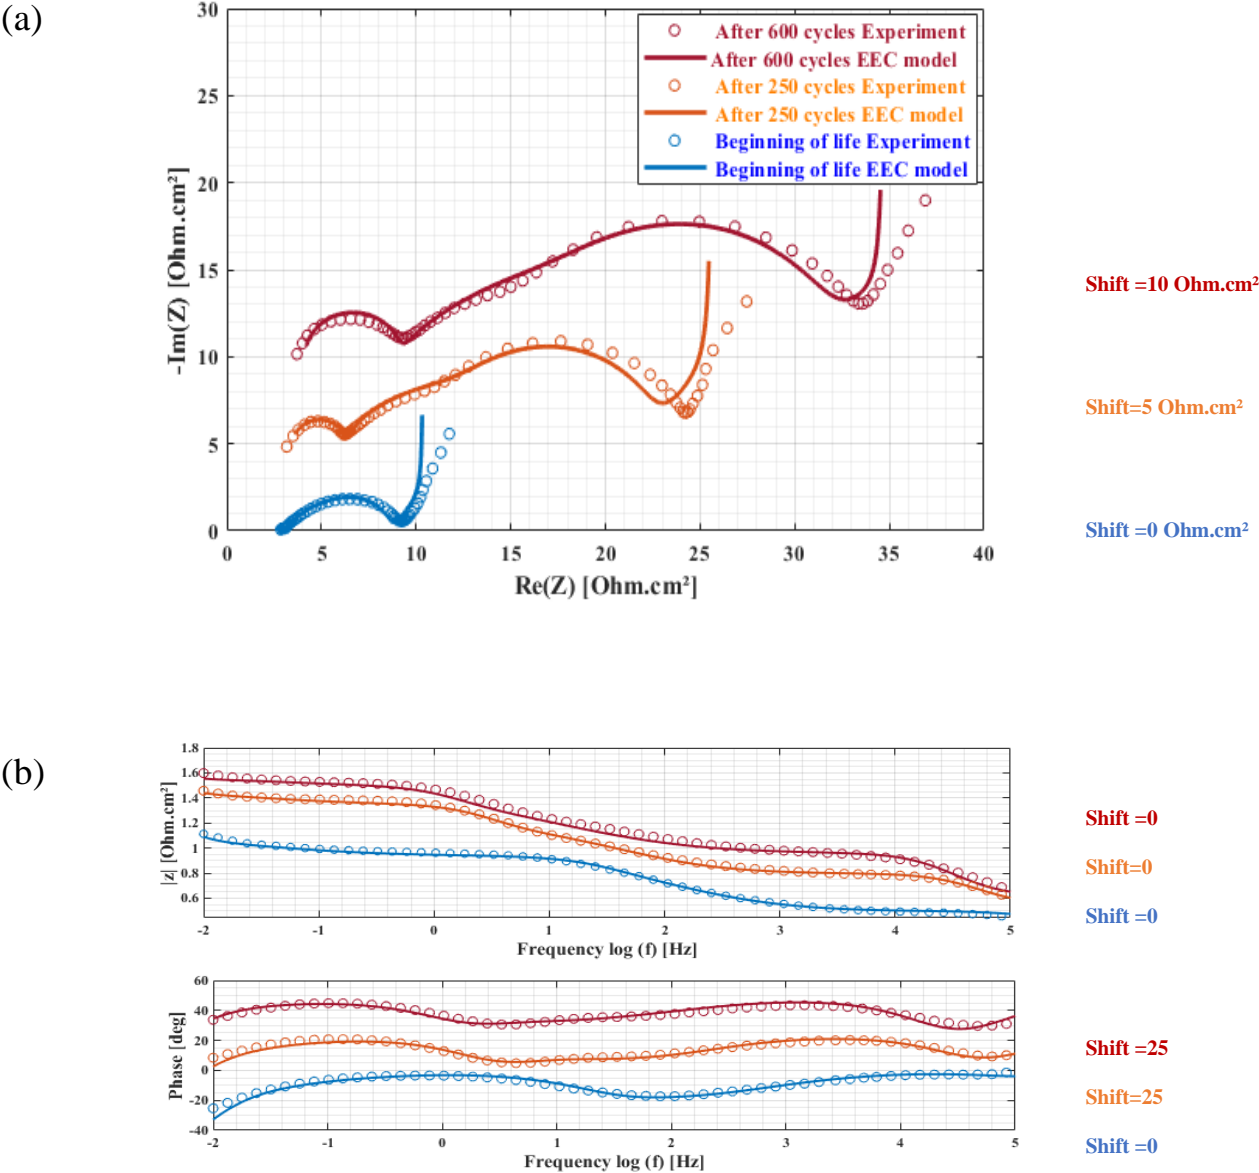 (a)
30
25
20
15
10
5
0
-Im(Z) [Ohm.cm²]
After 600 cycles Experiment
After 600 cycles EEC model
After 250 cycles Experiment
After 250 cycles EEC model
Beginning of life Experiment
Beginning of life EEC model
Shift =10 Ohm.cm²
Shift=5 Ohm.cm²
Shift =0 Ohm.cm²
0 5 10 15 20 25 30 35 40
Re(Z) [Ohm.cm²]
(b)
1.8
1.6
1.4
1.2
1
0.8
0.6
|z| [Ohm.cm²]
-2 -1 0 1 2 3 4 5
Frequency log (f) [Hz]
Shift =0
Shift=0
Shift =0
60
40
20
0
-20
-40
Phase [deg]
-2 -1 0 1 2 3 4 5
Frequency log (f) [Hz]
Shift =25
Shift=25
Shift =0